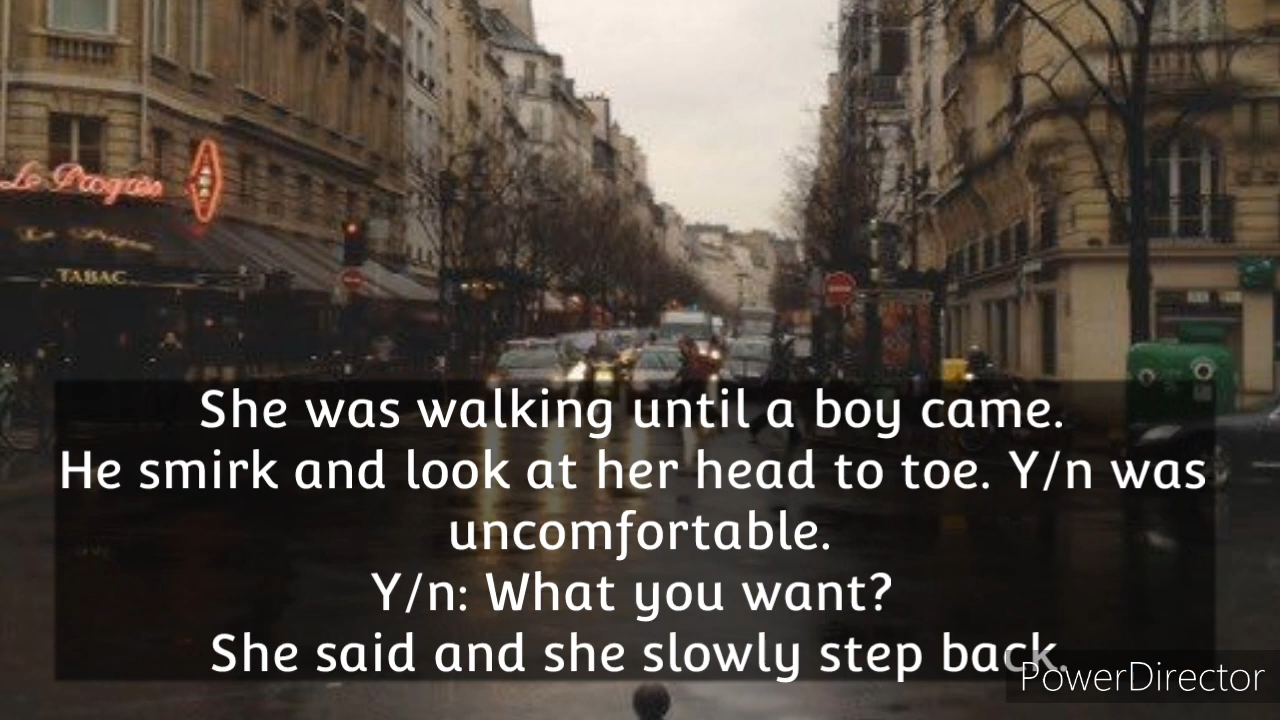 Le Progrès
TABAC
She was walking until a boy came.
He smirk and look at her head to toe. Y/n was
uncomfortable.
Y/n: What you want?
She said and she slowly step back.
PowerDirector